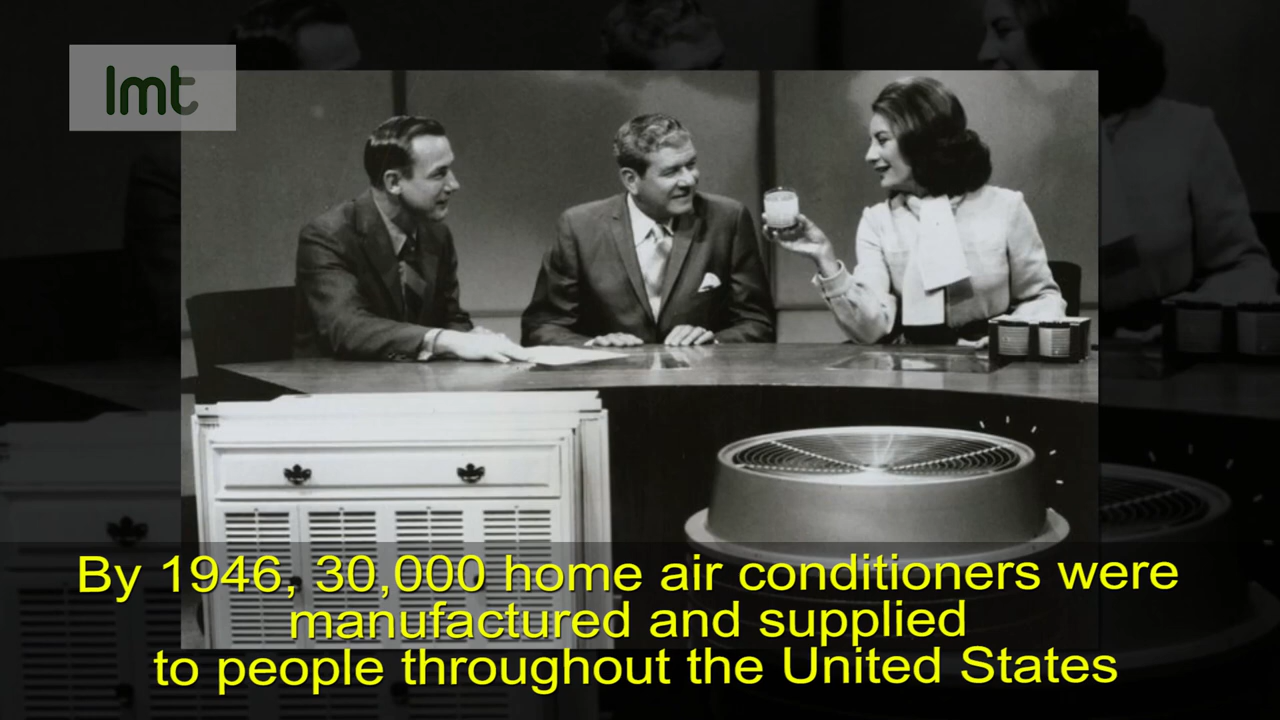 lmt
By 1946, 30,000 home air conditioners were
manufactured and supplied
to people throughout the United States